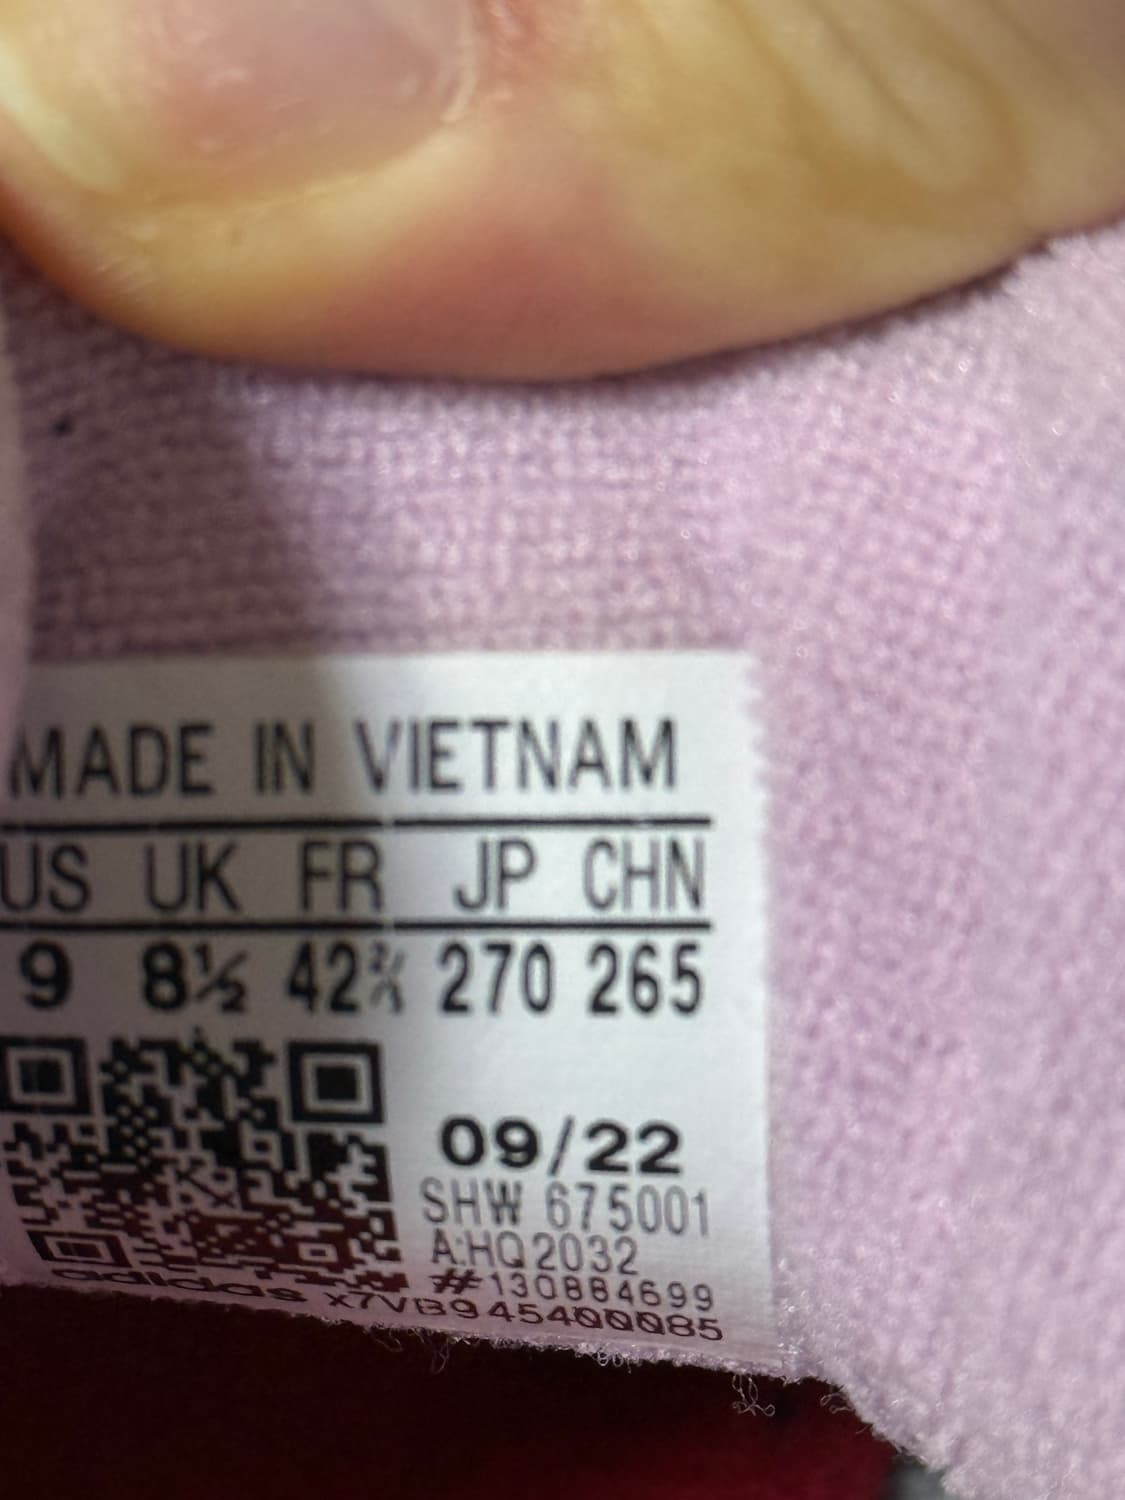 MADE IN VIETNAM
US UK FR JP CHN
9 8½ 42⅔ 270 265
09/22
SHW 675001
A:HQ2032
#130884699
adidas x7VB945400085